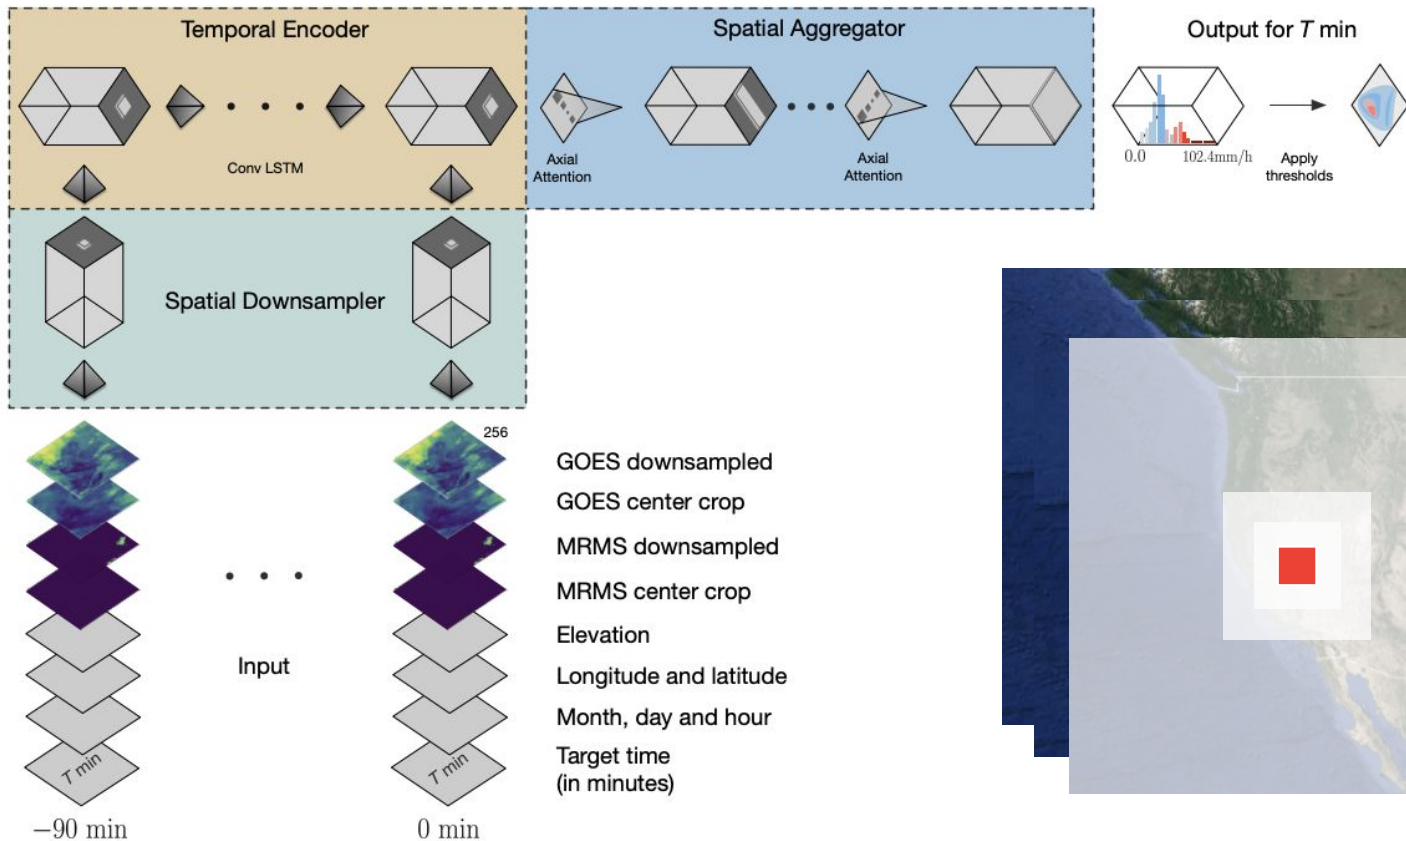 Temporal Encoder
Spatial Aggregator
Output for T min
Conv LSTM
Axial
Attention
Axial
Attention
0.0
102.4mm/h
Apply
thresholds
Spatial Downsampler
256
GOES downsampled
GOES center crop
MRMS downsampled
MRMS center crop
Elevation
Input
Longitude and latitude
Month, day and hour
T min
T min
Target time
(in minutes)
−90 min
0 min